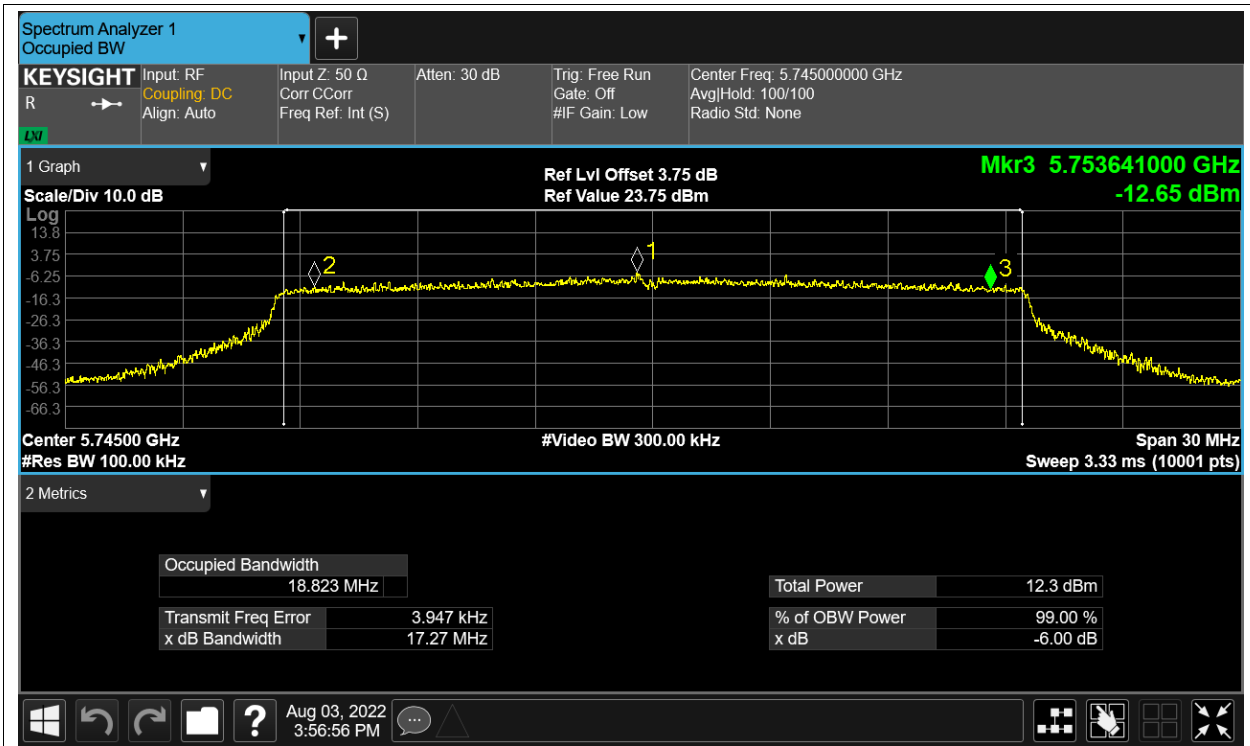 Spectrum Analyzer 1
Occupied BW
KEYSIGHT
R
LXI
Input: RF
Coupling: DC
Align: Auto
Input Z: 50 Ω
Corr CCorr
Freq Ref: Int (S)
Atten: 30 dB
Trig: Free Run
Gate: Off
#IF Gain: Low
Center Freq: 5.745000000 GHz
Avg|Hold: 100/100
Radio Std: None
1 Graph
Scale/Div 10.0 dB
Ref Lvl Offset 3.75 dB
Ref Value 23.75 dBm
Mkr3 5.753641000 GHz
-12.65 dBm
Log
13.8
3.75
-6.25
-16.3
-26.3
-36.3
-46.3
-56.3
-66.3
2
1
3
Center 5.74500 GHz
#Video BW 300.00 kHz
Span 30 MHz
#Res BW 100.00 kHz
Sweep 3.33 ms (10001 pts)
2 Metrics
Occupied Bandwidth
18.823 MHz
Transmit Freq Error 3.947 kHz
x dB Bandwidth 17.27 MHz
Total Power 12.3 dBm
% of OBW Power 99.00 %
x dB -6.00 dB
?
Aug 03, 2022
3:56:56 PM